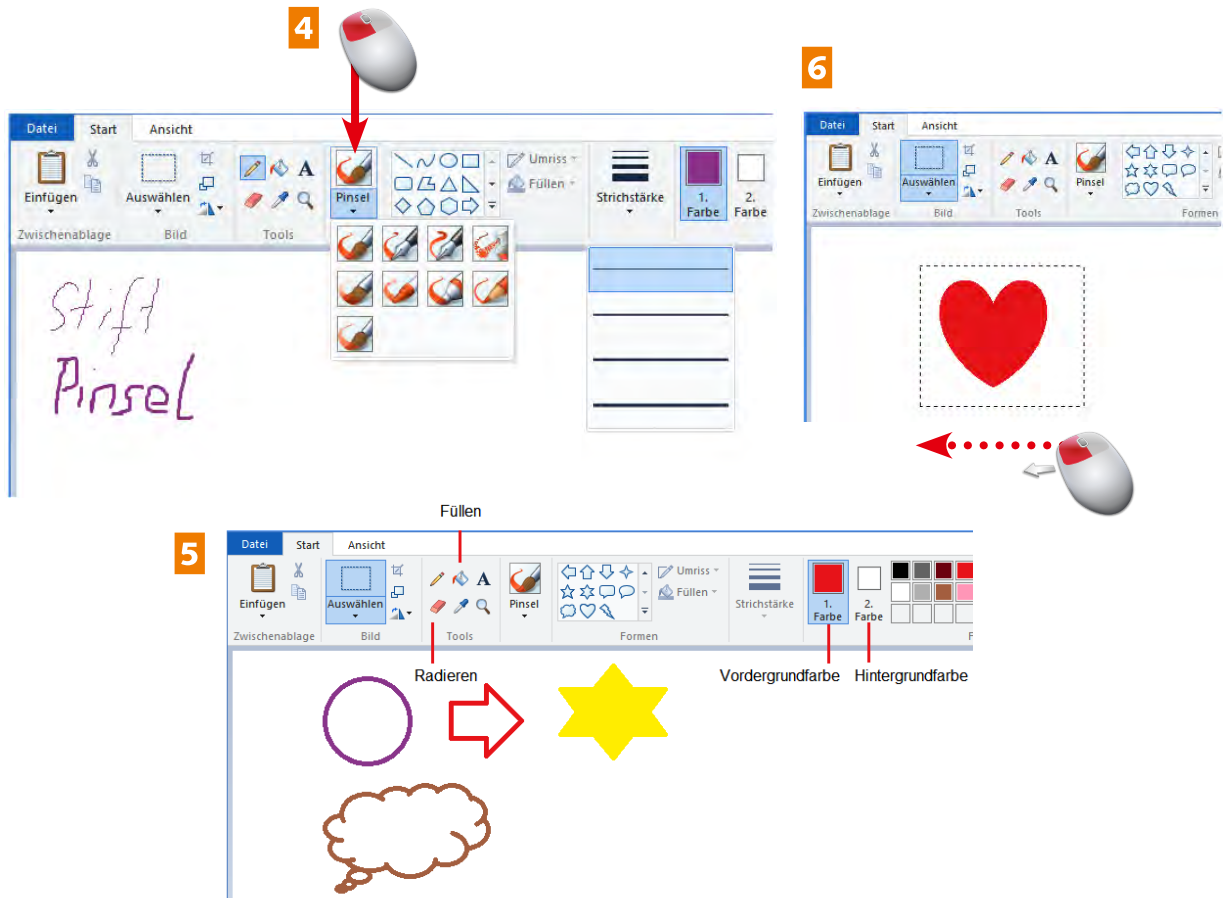 4
Datei Start Ansicht
Einfügen
Auswählen
A
Pinsel
Umriss
Füllen
Strichstärke
1. Farbe
2. Farbe
Zwischenablage Bild Tools
Stift
Pinsel
6
Datei Start Ansicht
Einfügen
Auswählen
A
Pinsel
Zwischenablage Bild Tools Formen
5
Füllen
Datei Start Ansicht
Einfügen
Auswählen
A
Pinsel
Umriss
Füllen
Strichstärke
1. Farbe
2. Farbe
Zwischenablage Bild Tools Formen F
Radieren Vordergrundfarbe Hintergrundfarbe